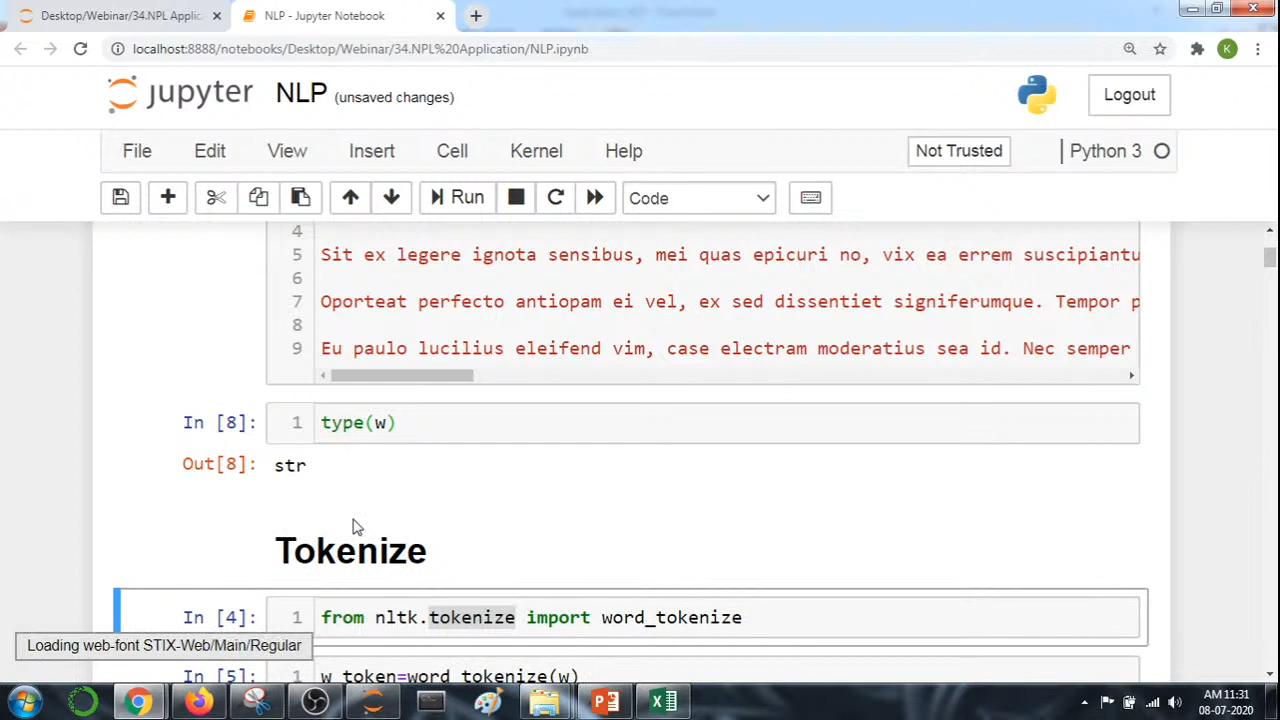 Desktop/Webinar/34.NPL Applic
NLP - Jupyter Notebook
localhost:8888/notebooks/Desktop/Webinar/34.NPL%20Application/NLP.ipynb
K
jupyter NLP (unsaved changes)
Logout
File Edit View Insert Cell Kernel Help
Not Trusted
Python 3
Run
Code
4
5 Sit ex legere ignota sensibus, mei quas epicuri no, vix ea errem suscipiantu
6
7 Oporteat perfecto antiopam ei vel, ex sed dissentiet signiferumque. Tempor p
8
9 Eu paulo lucilius eleifend vim, case electram moderatius sea id. Nec semper
In [8]: 1 type(w)
Out[8]: str
Tokenize
In [4]: 1 from nltk.tokenize import word_tokenize
Loading web-font STIX-Web/Main/Regular
In [5]: 1 w_token=word_tokenize(w)
AM 11:31
08-07-2020